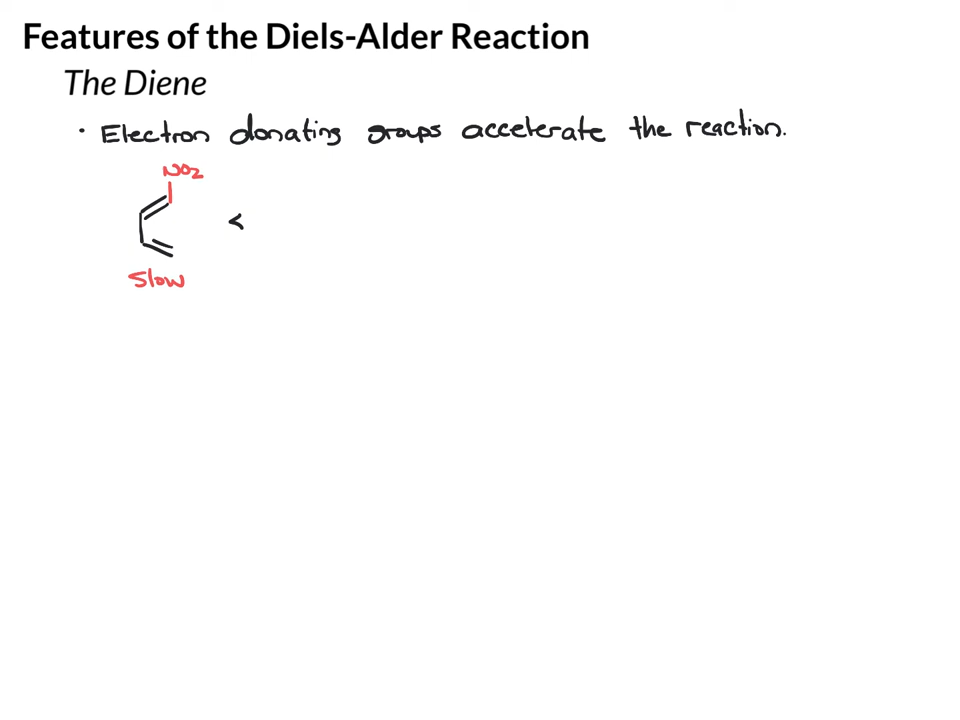 Features of the Diels-Alder Reaction
The Diene
• Electron donating groups accelerate the reaction.
NO2
<
Slow